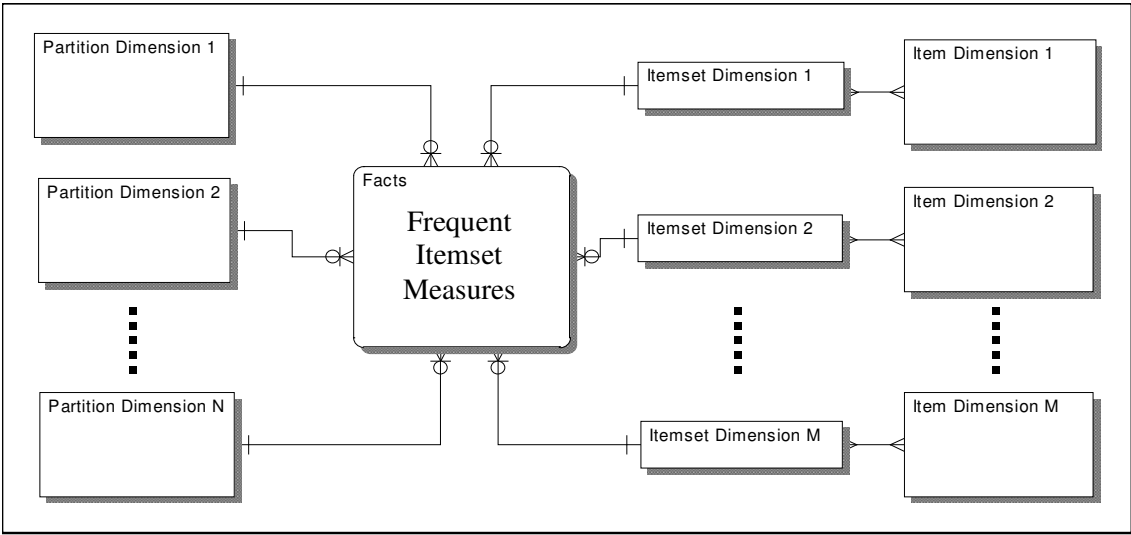 Partition Dimension 1
Itemset Dimension 1
Item Dimension 1
Partition Dimension 2
Facts
Frequent
Itemset
Measures
Itemset Dimension 2
Item Dimension 2
Partition Dimension N
Itemset Dimension M
Item Dimension M